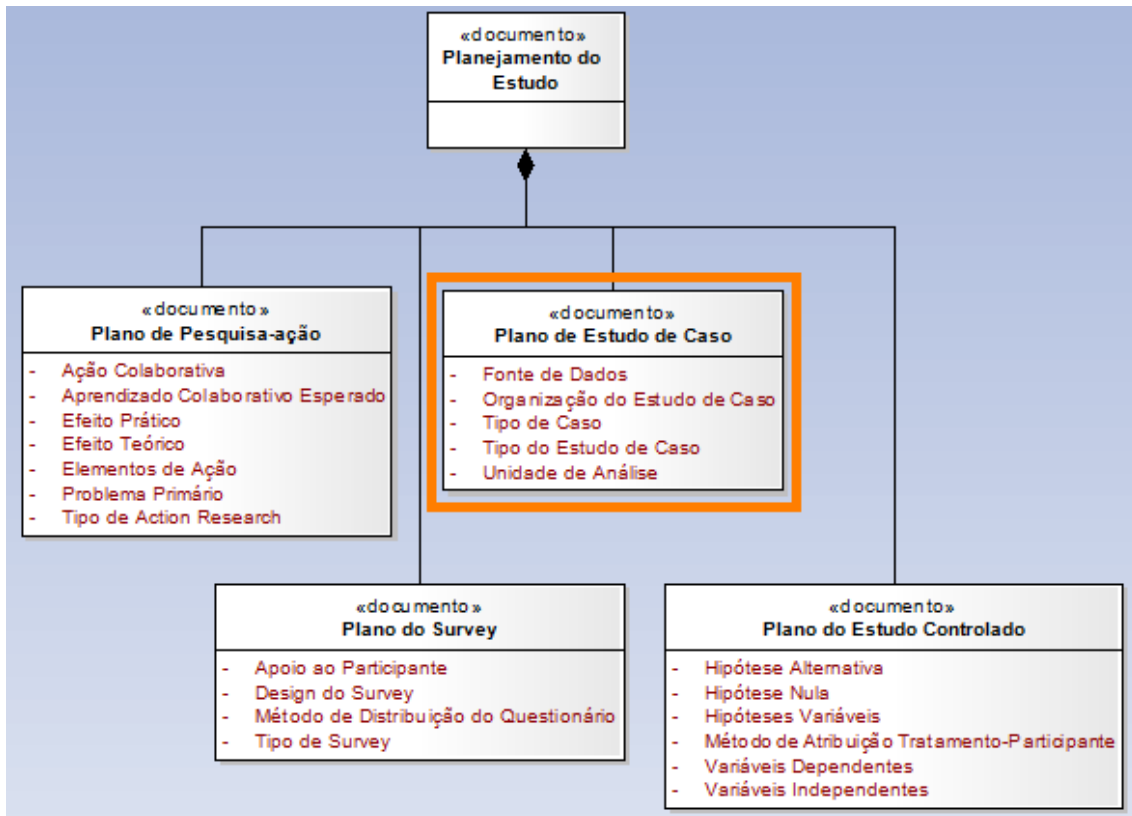 «documento»
Planejamento do
Estudo
«documento»
Plano de Pesquisa-ação
- Ação Colaborativa
- Aprendizado Colaborativo Esperado
- Efeito Prático
- Efeito Teórico
- Elementos de Ação
- Problema Primário
- Tipo de Action Research
«documento»
Plano de Estudo de Caso
- Fonte de Dados
- Organização do Estudo de Caso
- Tipo de Caso
- Tipo do Estudo de Caso
- Unidade de Análise
«documento»
Plano do Survey
- Apoio ao Participante
- Design do Survey
- Método de Distribuição do Questionário
- Tipo de Survey
«documento»
Plano do Estudo Controlado
- Hipótese Alternativa
- Hipótese Nula
- Hipóteses Variáveis
- Método de Atribuição Tratamento-Participante
- Variáveis Dependentes
- Variáveis Independentes